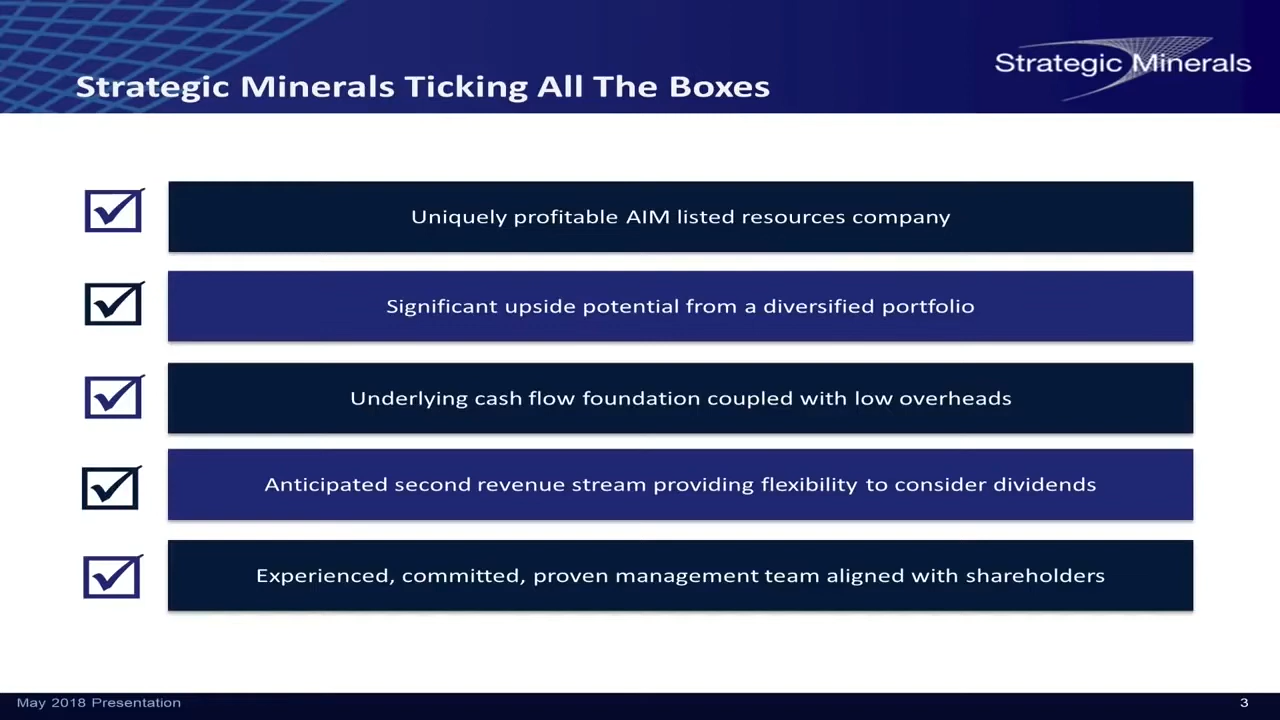 Strategic Minerals Ticking All The Boxes
Strategic Minerals
Uniquely profitable AIM listed resources company
Significant upside potential from a diversified portfolio
Underlying cash flow foundation coupled with low overheads
Anticipated second revenue stream providing flexibility to consider dividends
Experienced, committed, proven management team aligned with shareholders
May 2018 Presentation
3